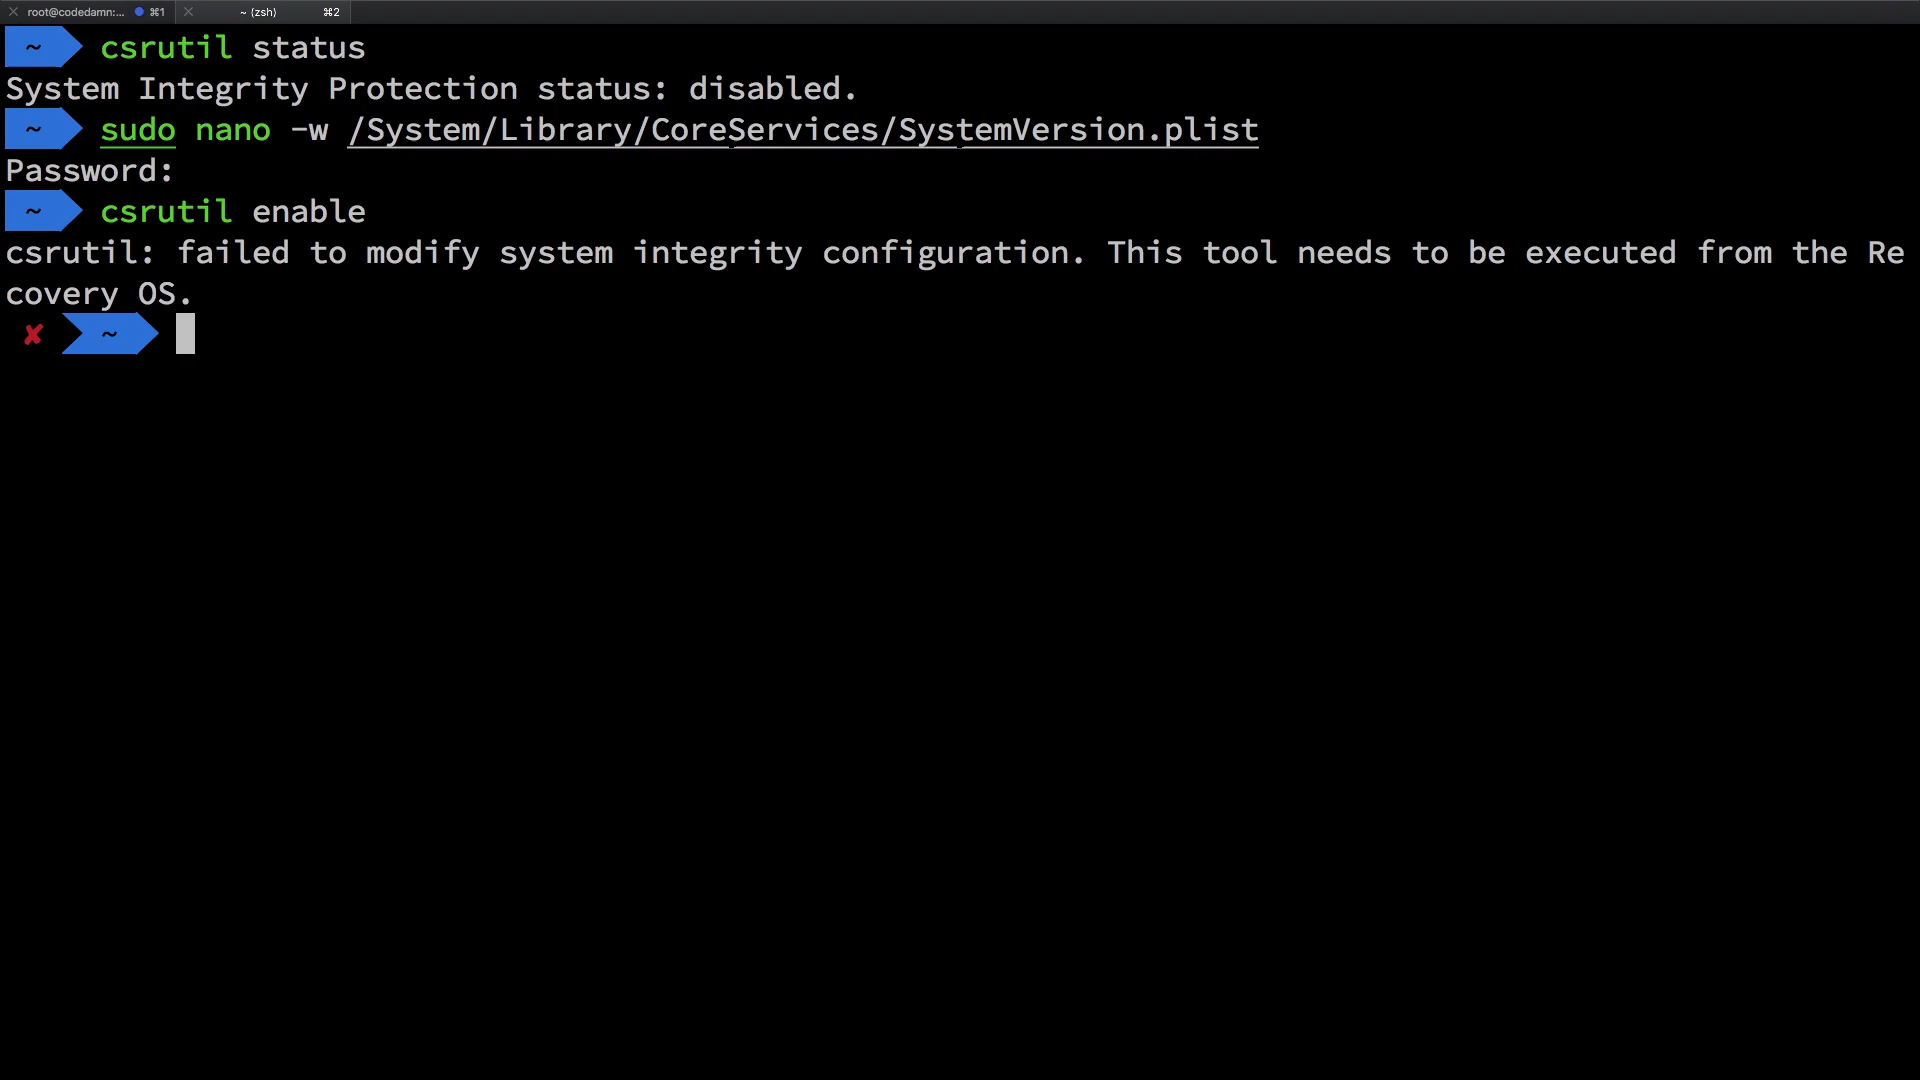 root@codedamn:... ⌘1 ~ (zsh) ⌘2
~ csrutil status
System Integrity Protection status: disabled.
~ sudo nano -w /System/Library/CoreServices/SystemVersion.plist
Password:
~ csrutil enable
csrutil: failed to modify system integrity configuration. This tool needs to be executed from the Re
covery OS.
✘ ~